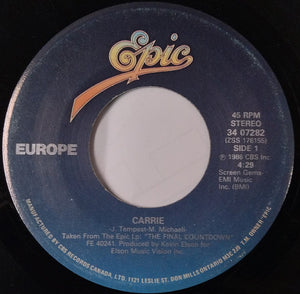 Epic
EUROPE
45 RPM
STEREO
34 07282
(ZSS 176155)
SIDE 1
℗ 1986 CBS Inc.
4:29
Screen Gems-
EMI Music
Inc. (BMI)
CARRIE
J. Tempest-M. Michaeli
Taken From The Epic Lp: "THE FINAL COUNTDOWN"
FE 40241. Produced by Kevin Elson for
Elson Music Vision Inc.
MANUFACTURED BY CBS RECORDS CANADA, LTD. 1121 LESLIE ST. DON MILLS ONTARIO M3C 2J9 T.M. OWNER "EPIC"